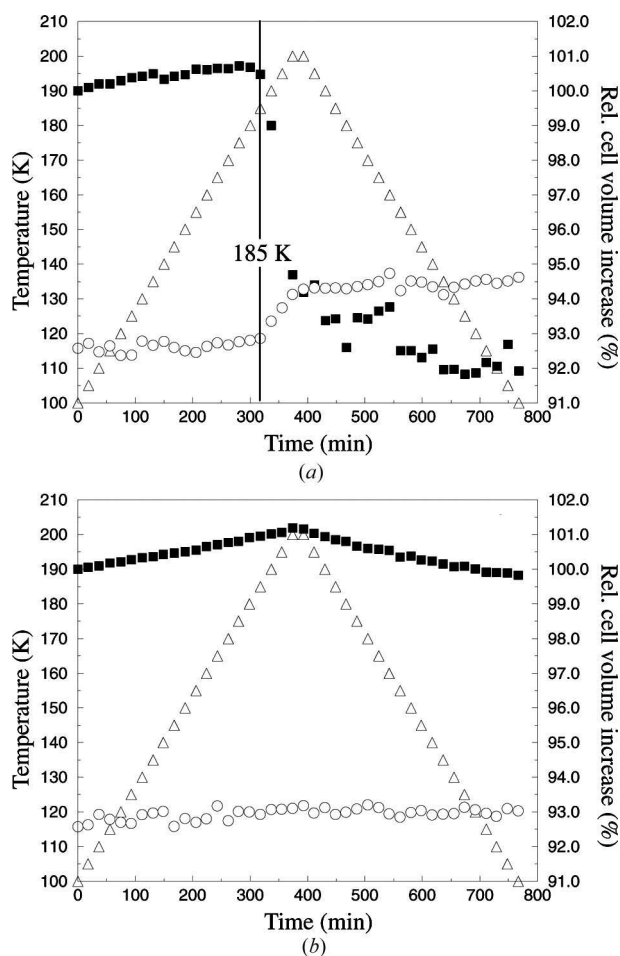 210 102.0
200 101.0
190 100.0
180 99.0
170 98.0
160 97.0
150 96.0
140 95.0
130 94.0
120 93.0
110 92.0
100 91.0
0 100 200 300 400 500 600 700 800
Temperature (K)
Rel. cell volume increase (%)
185 K
Time (min)
(a)
210 102.0
200 101.0
190 100.0
180 99.0
170 98.0
160 97.0
150 96.0
140 95.0
130 94.0
120 93.0
110 92.0
100 91.0
0 100 200 300 400 500 600 700 800
Temperature (K)
Rel. cell volume increase (%)
Time (min)
(b)